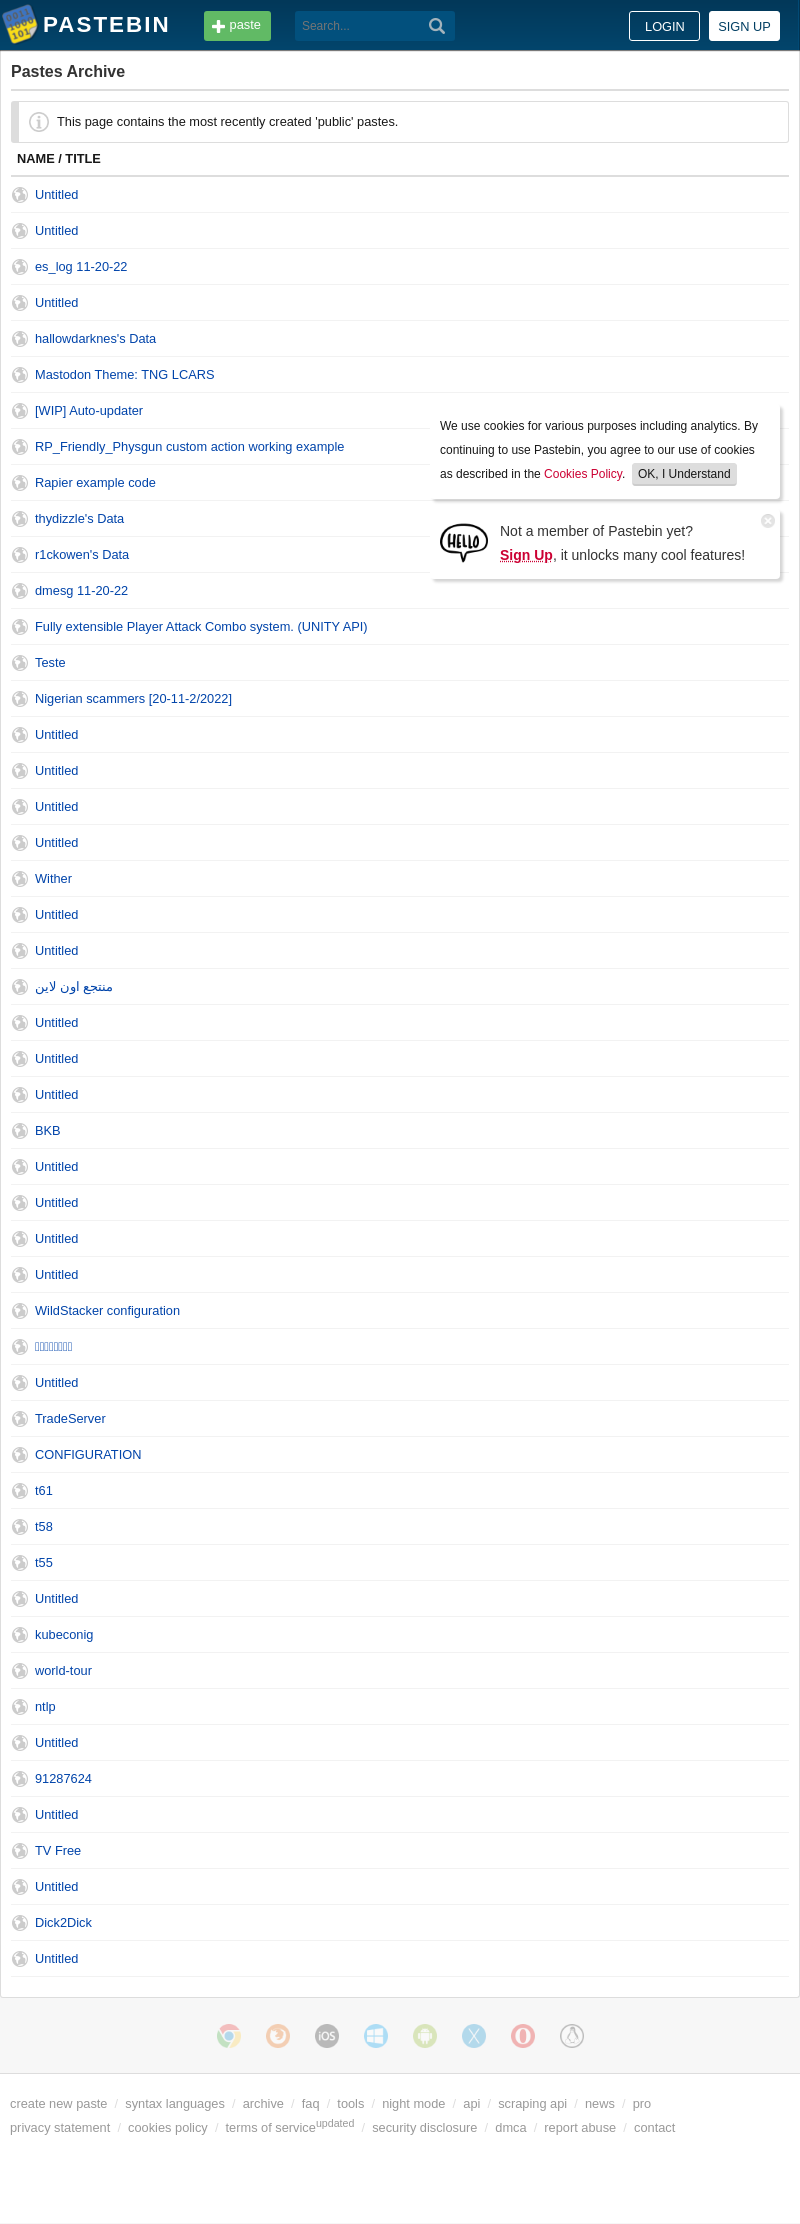 PASTEBIN
paste
Search...
LOGIN
SIGN UP
Pastes Archive
This page contains the most recently created 'public' pastes.
NAME / TITLE
Untitled
Untitled
es_log 11-20-22
Untitled
hallowdarknes's Data
Mastodon Theme: TNG LCARS
[WIP] Auto-updater
RP_Friendly_Physgun custom action working example
Rapier example code
thydizzle's Data
r1ckowen's Data
dmesg 11-20-22
Fully extensible Player Attack Combo system. (UNITY API)
Teste
Nigerian scammers [20-11-2/2022]
Untitled
Untitled
Untitled
Untitled
Wither
Untitled
Untitled
منتجع اون لاين
Untitled
Untitled
Untitled
BKB
Untitled
Untitled
Untitled
Untitled
WildStacker configuration
Untitled
TradeServer
CONFIGURATION
t61
t58
t55
Untitled
kubeconig
world-tour
ntlp
Untitled
91287624
Untitled
TV Free
Untitled
Dick2Dick
Untitled
We use cookies for various purposes including analytics. By
continuing to use Pastebin, you agree to our use of cookies
as described in the Cookies Policy. OK, I Understand
HELLO
Not a member of Pastebin yet?
Sign Up, it unlocks many cool features!
iOS
create new paste / syntax languages / archive / faq / tools / night mode / api / scraping api / news / pro
privacy statement / cookies policy / terms of service updated / security disclosure / dmca / report abuse / contact